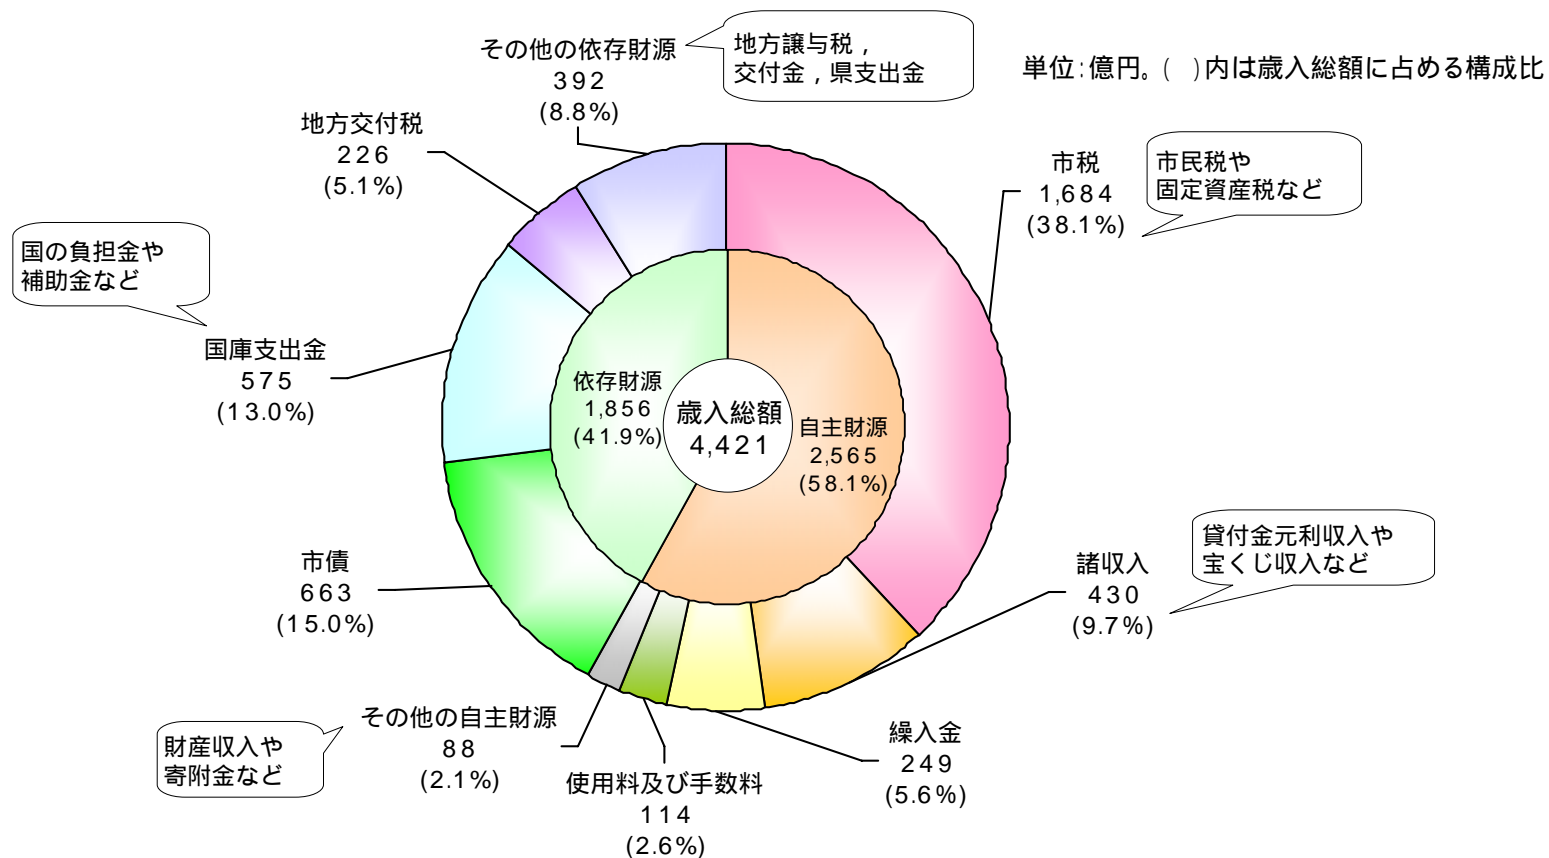 その他の依存財源
392
(8.8%)
地方譲与税，
交付金，県支出金
単位：億円。（　）内は歳入総額に占める構成比
地方交付税
226
(5.1%)
市税
1,684
(38.1%)
市民税や
固定資産税など
国の負担金や
補助金など
国庫支出金
575
(13.0%)
依存財源
1,856
(41.9%)
歳入総額
4,421
自主財源
2,565
(58.1%)
市債
663
(15.0%)
諸収入
430
(9.7%)
貸付金元利収入や
宝くじ収入など
その他の自主財源
88
(2.1%)
財産収入や
寄附金など
使用料及び手数料
114
(2.6%)
繰入金
249
(5.6%)